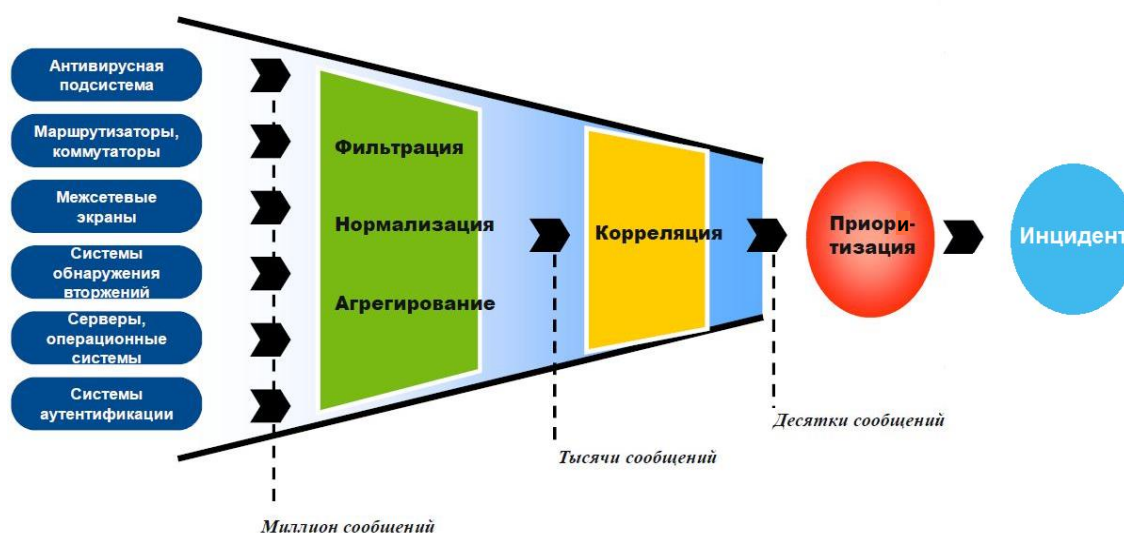 Антивирусная
подсистема
Маршрутизаторы,
коммутаторы
Межсетевые
экраны
Системы
обнаружения
вторжений
Серверы,
операционные
системы
Системы
аутентификации
Фильтрация
Нормализация
Агрегирование
Корреляция
Приори-
тизация
Инцидент
Миллион сообщений
Тысячи сообщений
Десятки сообщений